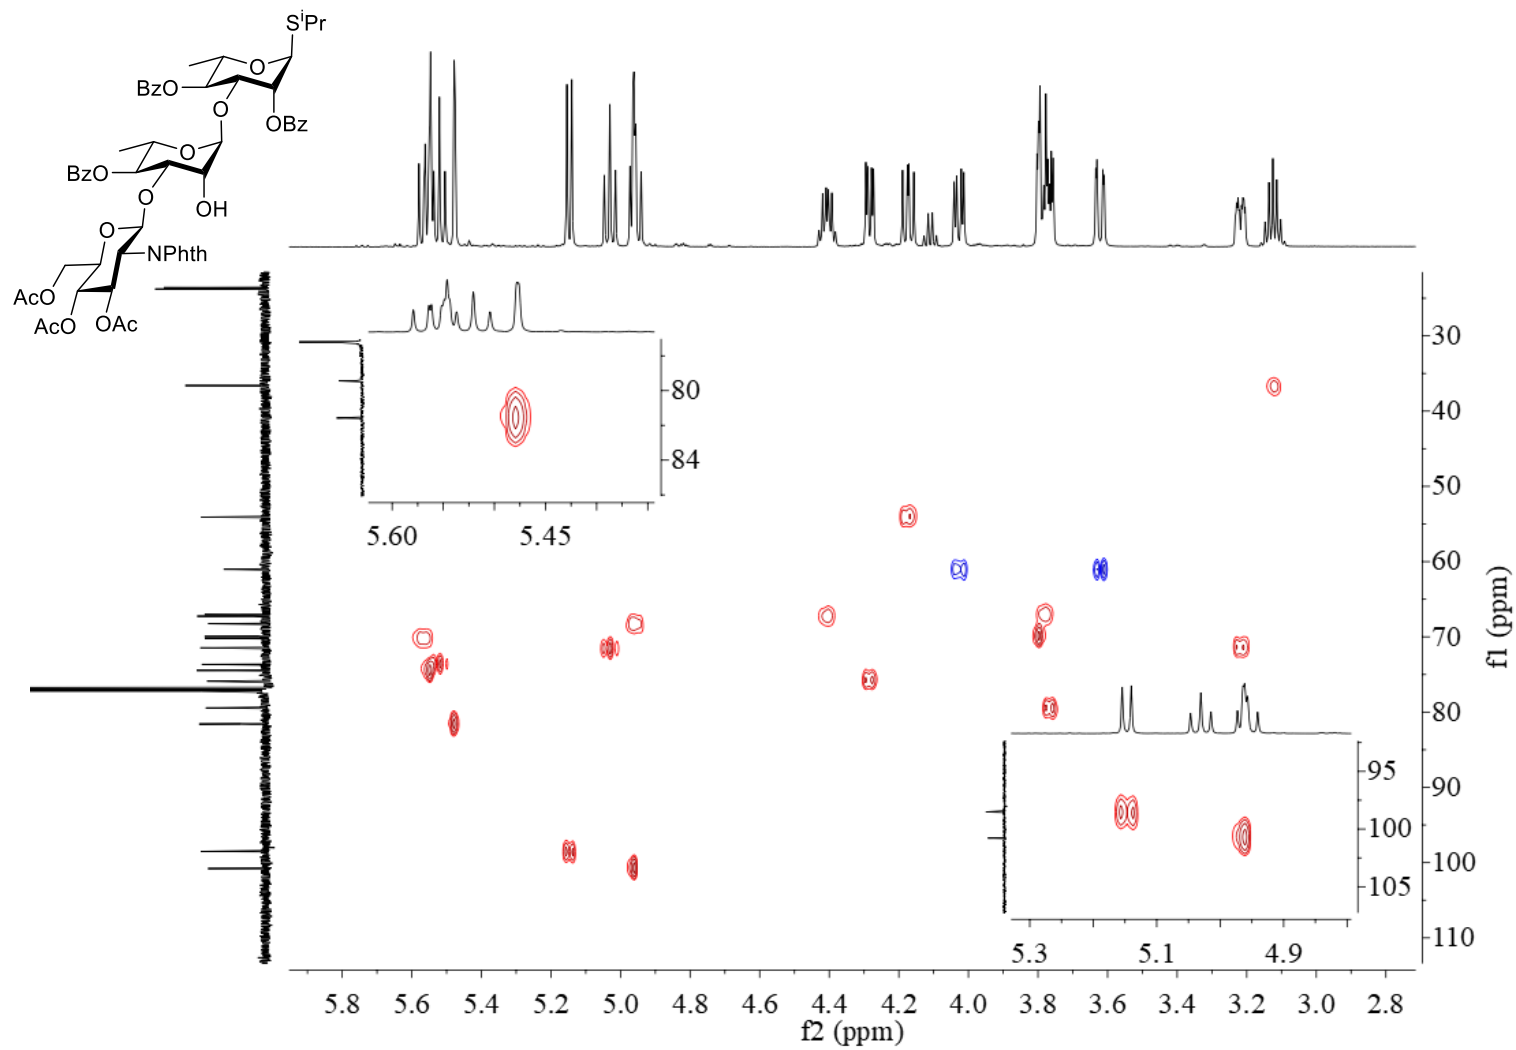 SⁱPr
O
BzO
O
OBz
O
BzO
O
OH
O
NPhth
AcO
AcO
OAc
80
84
5.60 5.45
95
100
105
5.3 5.1 4.9
30
40
50
60
70
80
90
100
110
f1 (ppm)
5.8 5.6 5.4 5.2 5.0 4.8 4.6 4.4 4.2 4.0 3.8 3.6 3.4 3.2 3.0 2.8
f2 (ppm)